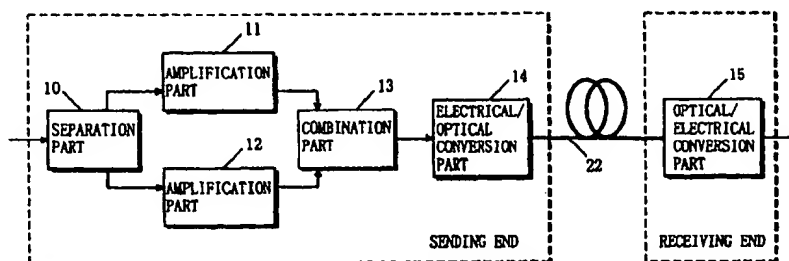 11
AMPLIFICATION
PART
10
SEPARATION
PART
12
AMPLIFICATION
PART
13
COMBINATION
PART
14
ELECTRICAL/
OPTICAL
CONVERSION
PART
22
15
OPTICAL/
ELECTRICAL
CONVERSION
PART
SENDING END
RECEIVING END